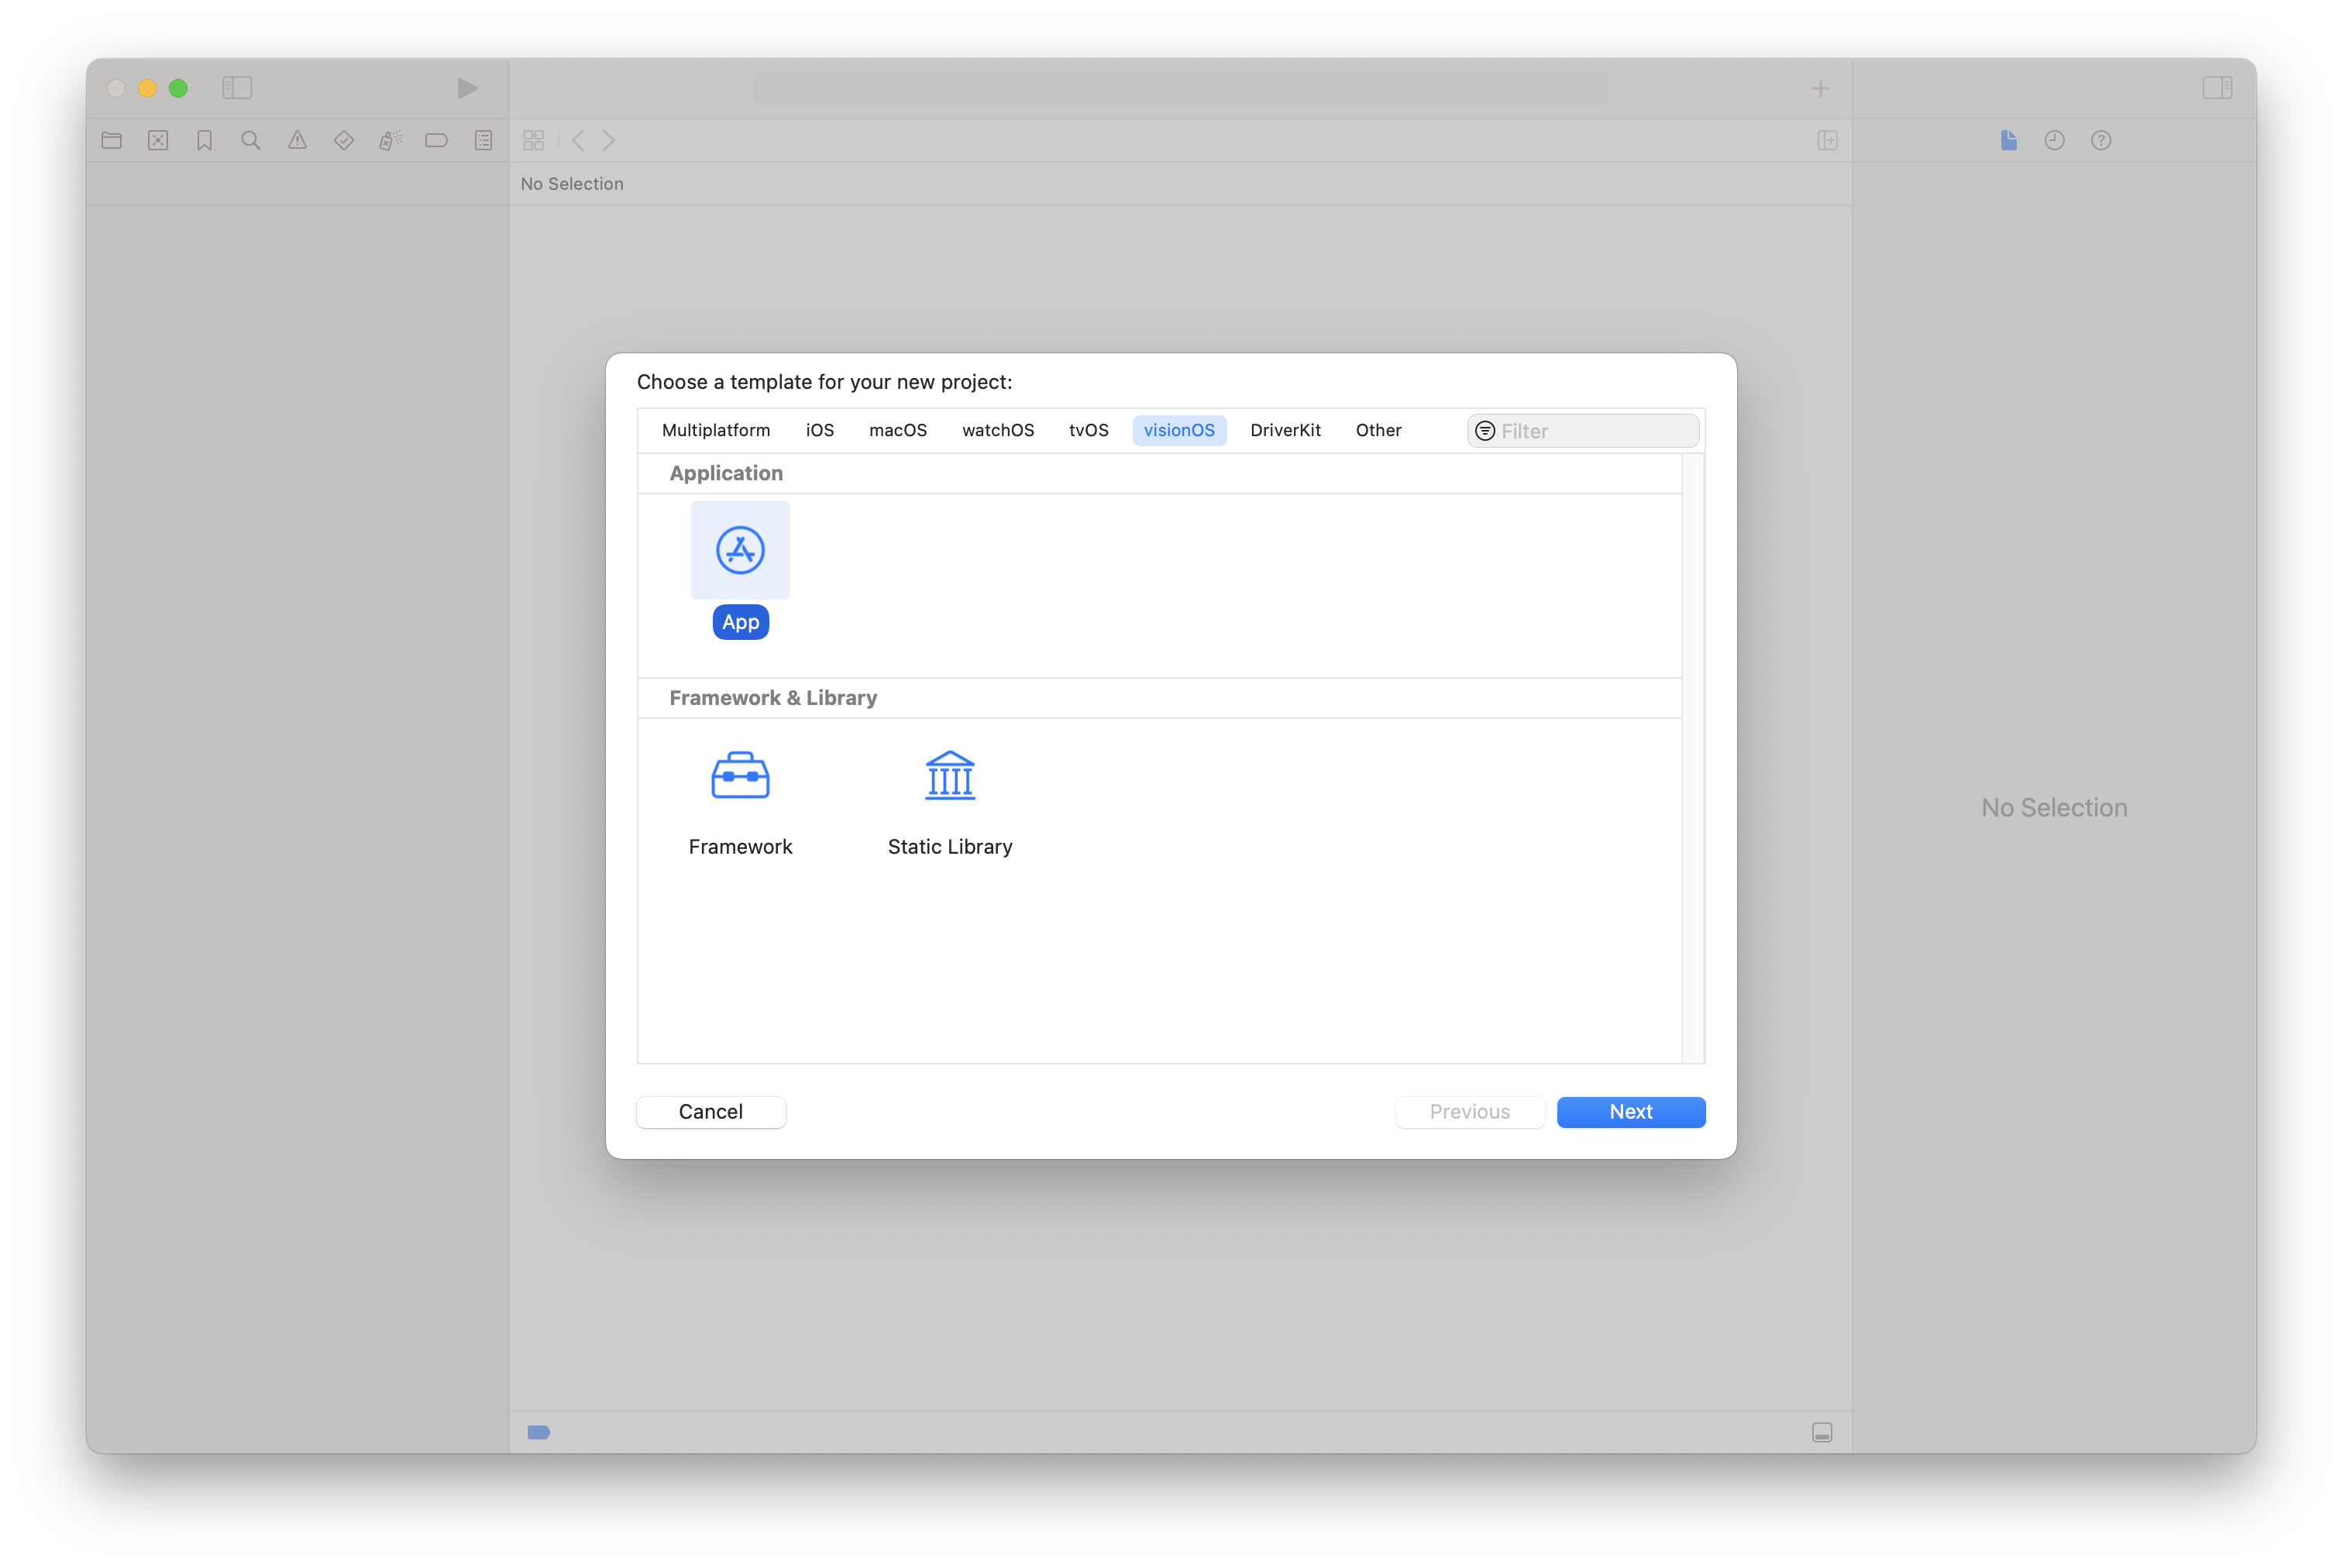 No Selection
Choose a template for your new project:
Multiplatform iOS macOS watchOS tvOS visionOS DriverKit Other Filter
Application
App
Framework & Library
Framework Static Library
No Selection
Cancel Previous Next